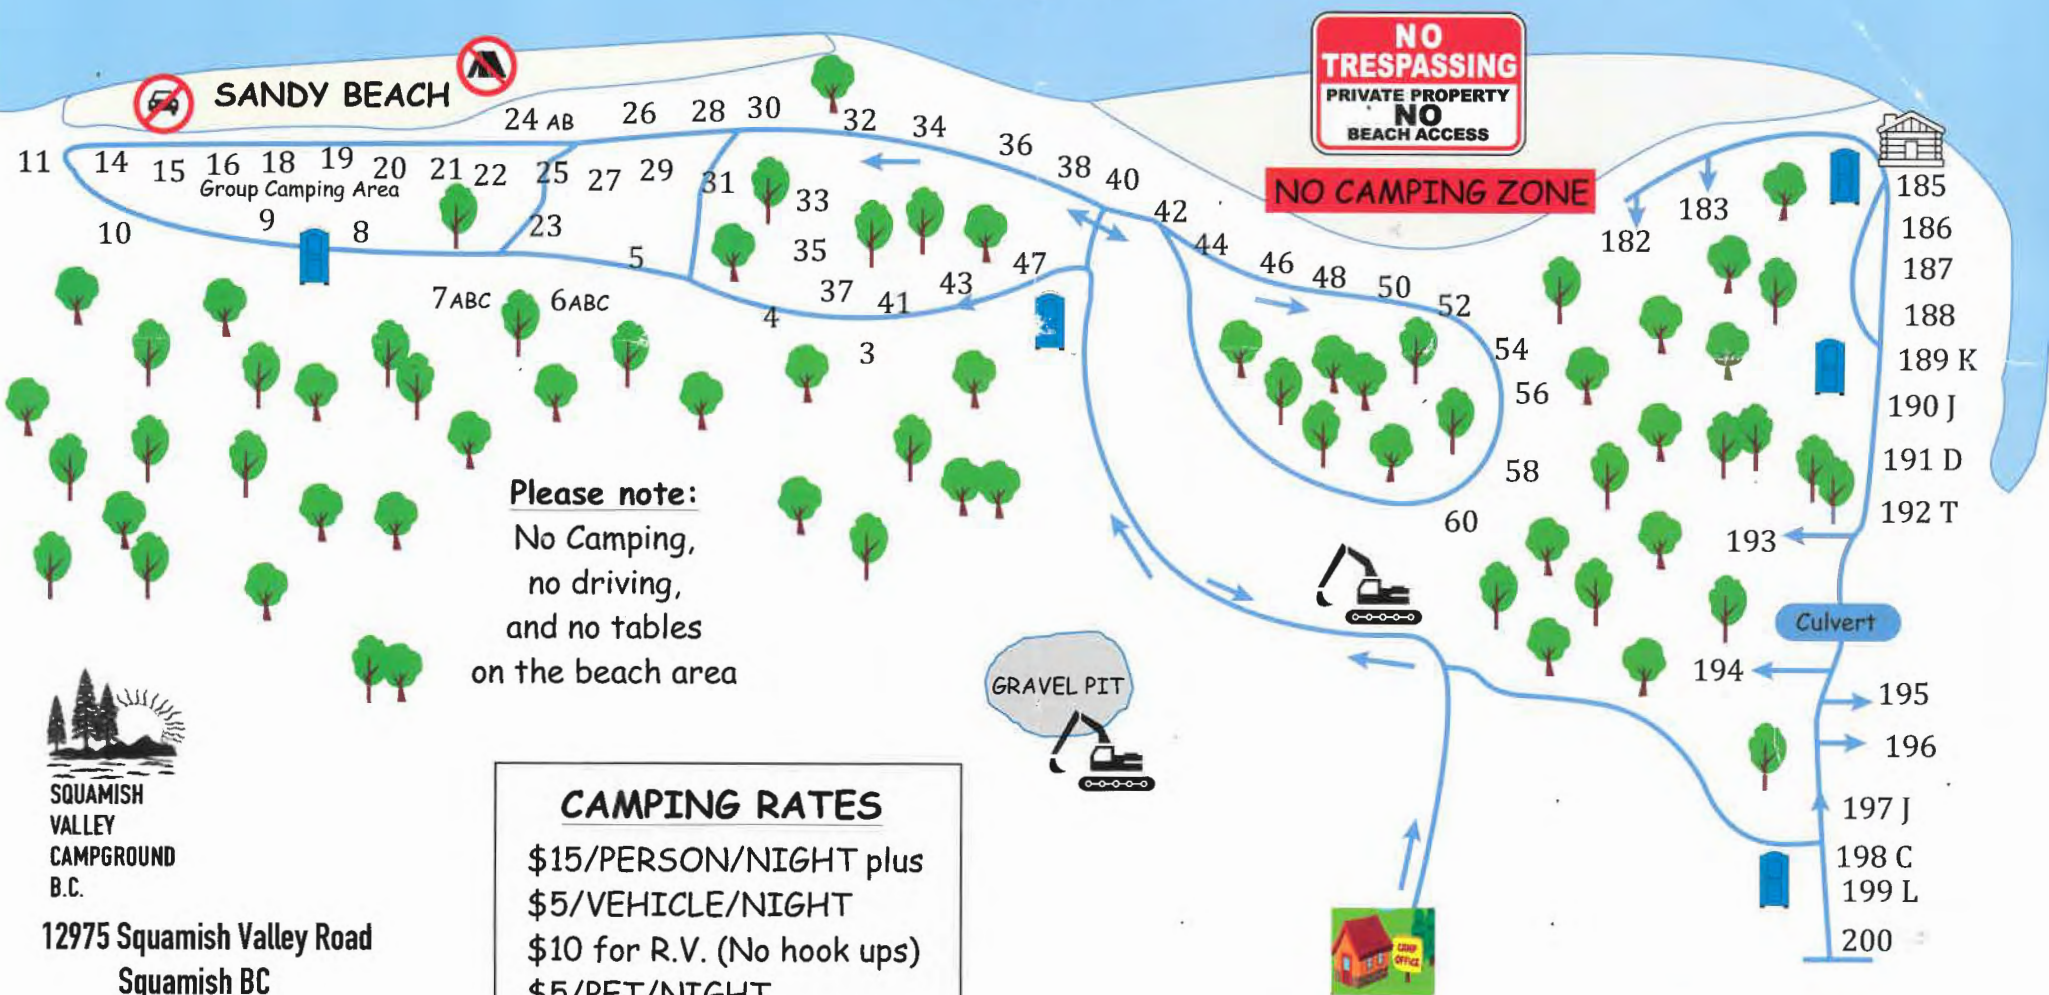 NO
TRESPASSING
PRIVATE PROPERTY
NO
BEACH ACCESS
NO CAMPING ZONE
SANDY BEACH
24 AB
26
28
30
32
34
36
38
40
42
44
46
48
50
52
54
56
58
60
11
14
15
16
18
19
20
21
22
25
27
29
31
33
35
Group Camping Area
10
9
8
23
5
7ABC
6ABC
4
37
41
43
47
3
182
183
185
186
187
188
189 K
190 J
191 D
192 T
193
Culvert
194
195
196
197 J
198 C
199 L
200
Please note:
No Camping,
no driving,
and no tables
on the beach area
GRAVEL PIT
SQUAMISH
VALLEY
CAMPGROUND
B.C.
12975 Squamish Valley Road
Squamish BC
CAMPING RATES
$15/PERSON/NIGHT plus
$5/VEHICLE/NIGHT
$10 for R.V. (No hook ups)
$5/PET/NIGHT
CAMP
OFFICE